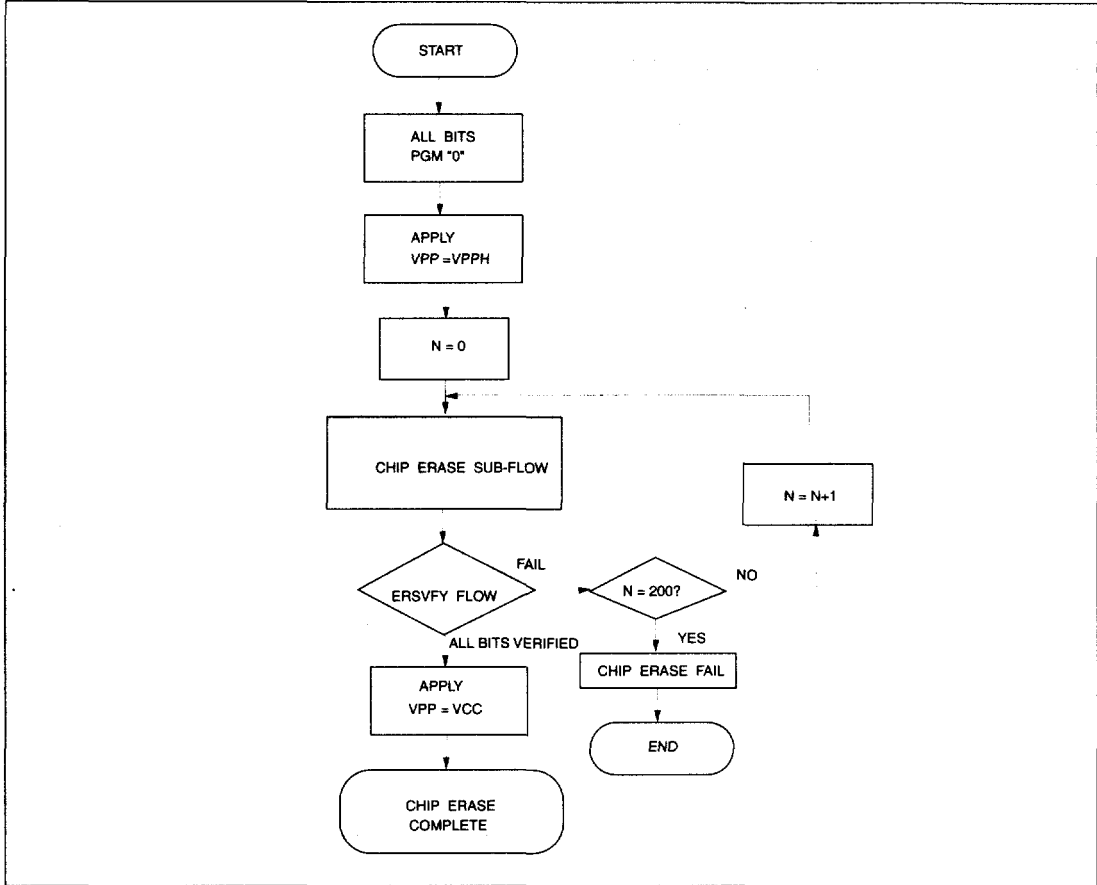 START
ALL BITS
PGM "0"
APPLY
VPP =VPPH
N = 0
CHIP ERASE SUB-FLOW
N = N+1
FAIL
ERSVFY FLOW
N = 200?
NO
ALL BITS VERIFIED
YES
CHIP ERASE FAIL
APPLY
VPP = VCC
END
CHIP ERASE
COMPLETE